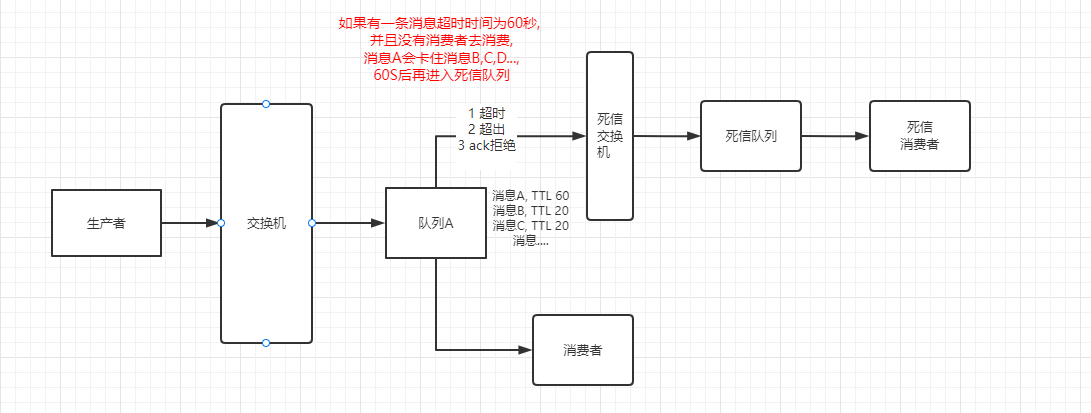 如果有一条消息超时时间为60秒,
并且没有消费者去消费,
消息A会卡住消息B,C,D...,
60S后再进入死信队列
1 超时
2 超出
3 ack拒绝
死信
交换
机
死信队列
死信
消费者
生产者
交换机
队列A
消息A, TTL 60
消息B, TTL 20
消息C, TTL 20
消息....
消费者